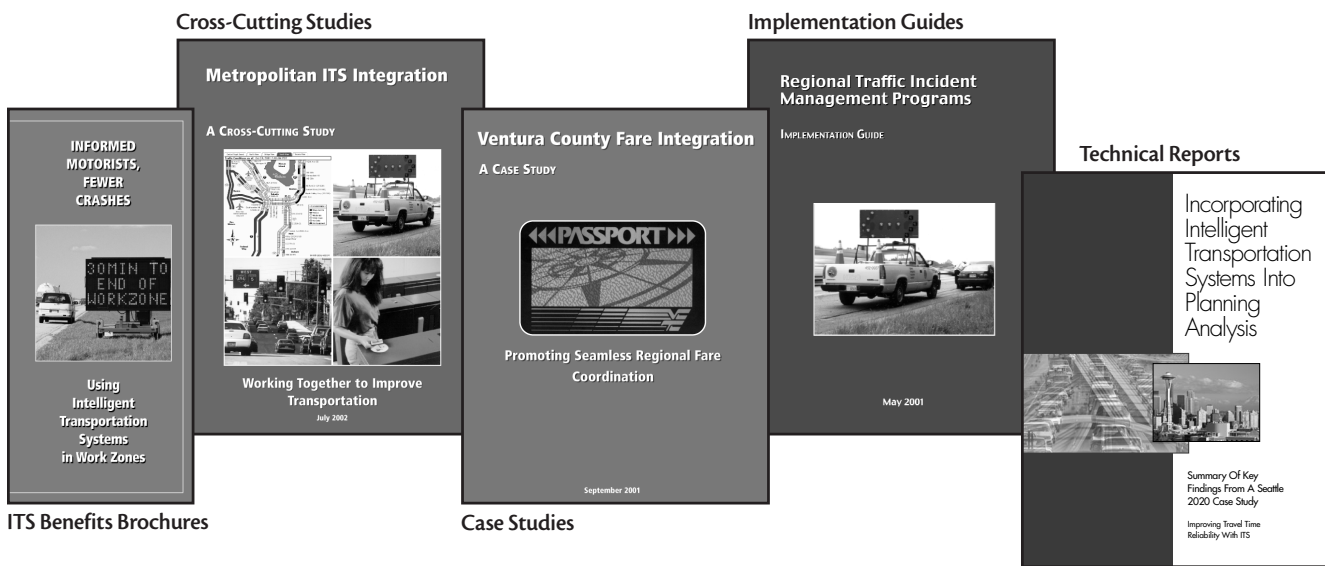 Cross-Cutting Studies
Metropolitan ITS Integration
A CROSS-CUTTING STUDY
Working Together to Improve
Transportation
July 2002
INFORMED
MOTORISTS,
FEWER
CRASHES
30MIN TO
END OF
WORKZONE
Using
Intelligent
Transportation
Systems
in Work Zones
ITS Benefits Brochures
Ventura County Fare Integration
A CASE STUDY
PASSPORT
Promoting Seamless Regional Fare
Coordination
September 2001
Case Studies
Implementation Guides
Regional Traffic Incident
Management Programs
IMPLEMENTATION GUIDE
May 2001
Technical Reports
Incorporating
Intelligent
Transportation
Systems Into
Planning
Analysis
Summary Of Key
Findings From A Seattle
2020 Case Study
Improving Travel Time
Reliability With ITS